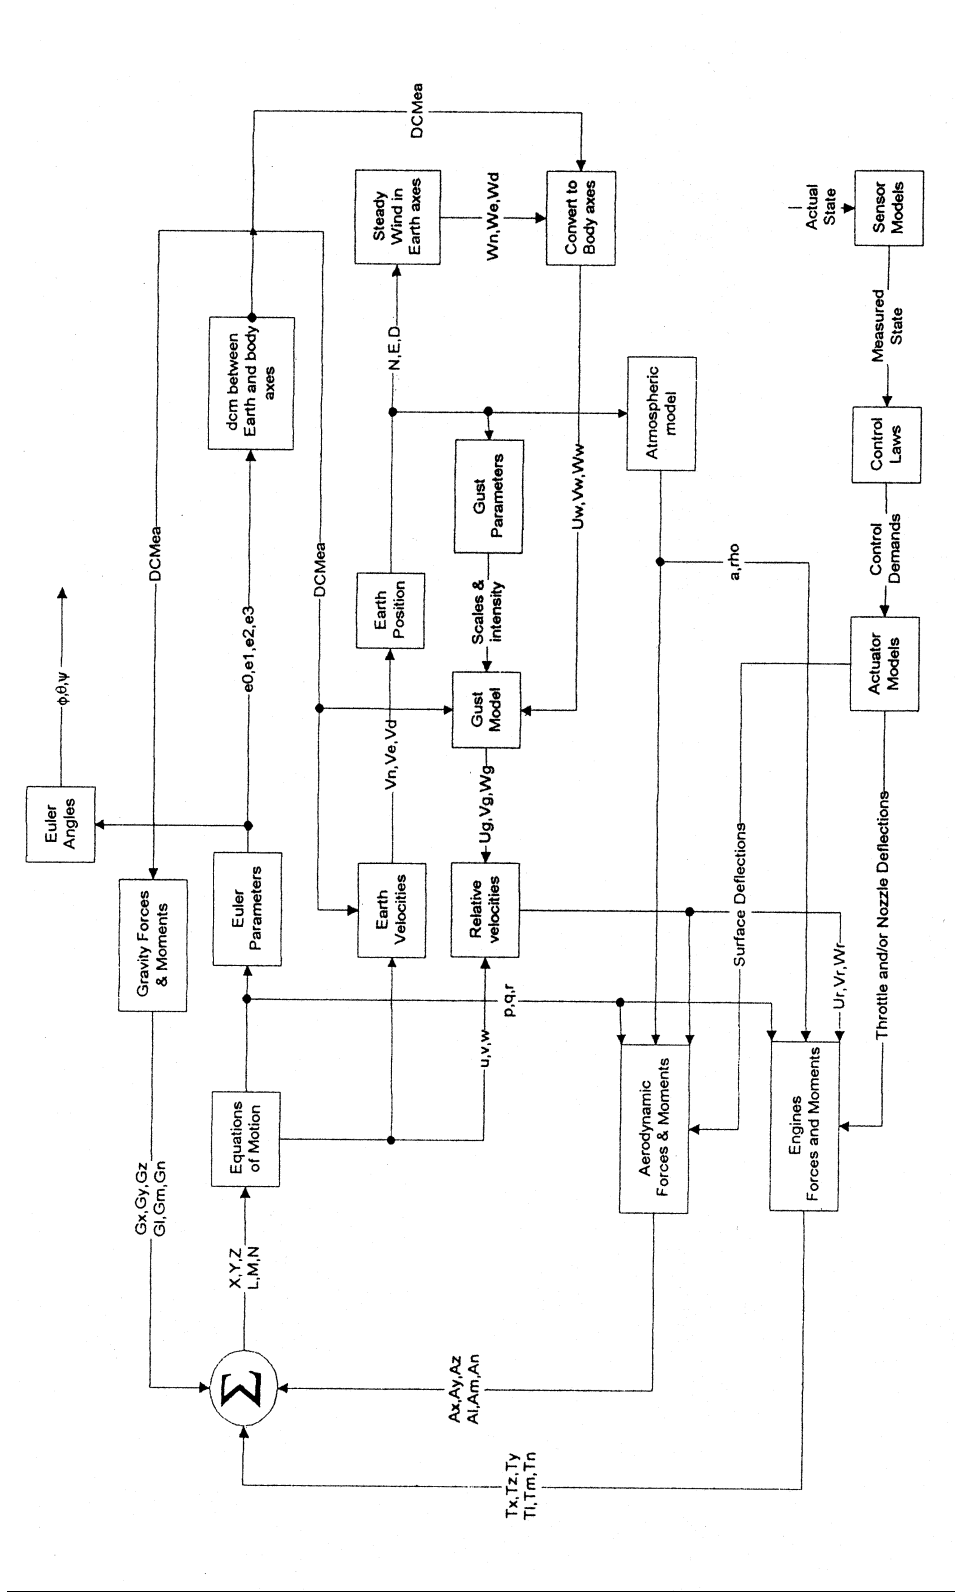 ϕ,θ,ψ
Euler
Angles
DCMea
Gravity Forces
& Moments
Gx,Gy,Gz
Gl,Gm,Gn
dcm between
Earth and body
axes
e0,e1,e2,e3
Euler
Parameters
Equations
of Motion
X,Y,Z
L,M,N
Σ
DCMea
DCMea
Steady
Wind in
Earth axes
N,E,D
Earth
Position
Vn,Ve,Vd
Earth
Velocities
Wn,We,Wd
Gust
Parameters
Scales &
intensity
Gust
Model
Ug,Vg,Wg
Relative
velocities
u,v,w
p,q,r
Ax,Ay,Az
Al,Am,An
Tx,Tz,Ty
Tl,Tm,Tn
Convert to
Body axes
Uw,Vw,Ww
Atmospheric
model
a,rho
Surface Deflections
Aerodynamic
Forces & Moments
Ur,Vr,Wr
Engines
Forces and Moments
Actual
State
Sensor
Models
Measured
State
Control
Laws
Control
Demands
Actuator
Models
Throttle and/or Nozzle Deflections